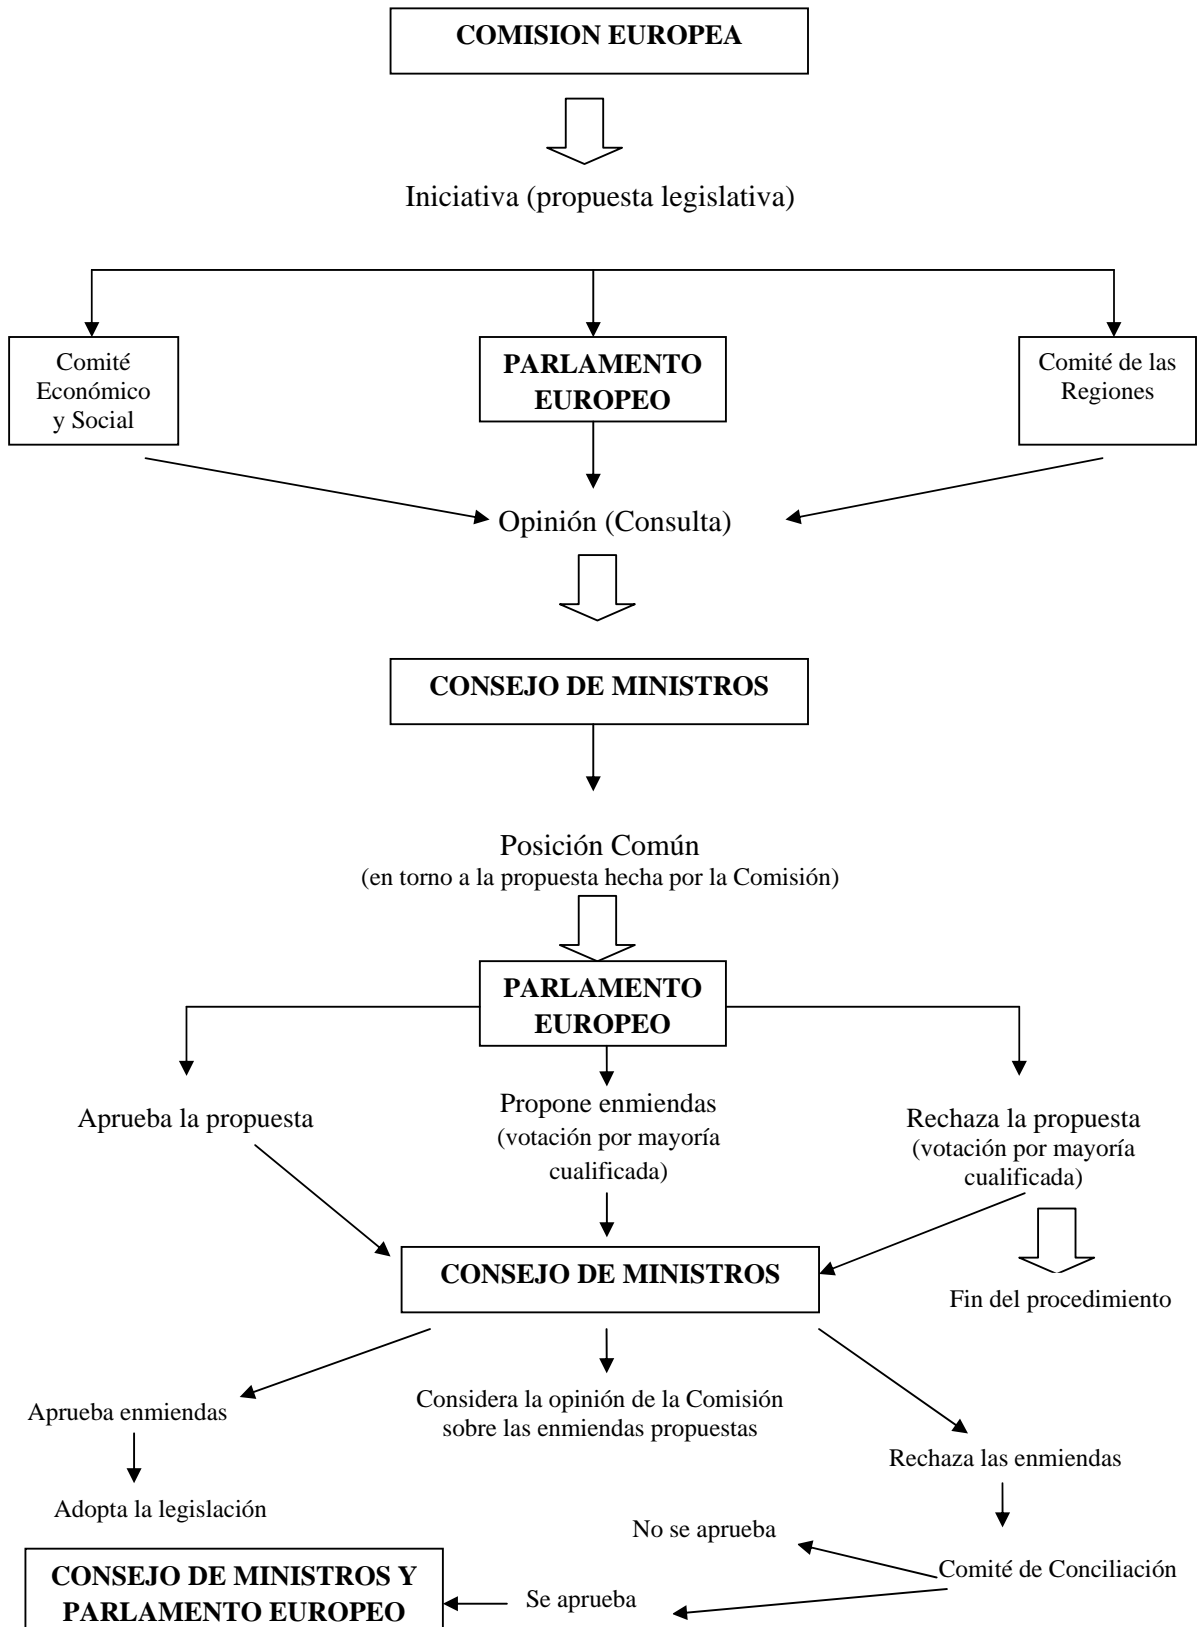 COMISION EUROPEA
Iniciativa (propuesta legislativa)
Comité
Económico
y Social
PARLAMENTO
EUROPEO
Comité de las
Regiones
Opinión (Consulta)
CONSEJO DE MINISTROS
Posición Común
(en torno a la propuesta hecha por la Comisión)
PARLAMENTO
EUROPEO
Aprueba la propuesta
Propone enmiendas
(votación por mayoría
cualificada)
Rechaza la propuesta
(votación por mayoría
cualificada)
CONSEJO DE MINISTROS
Fin del procedimiento
Aprueba enmiendas
Considera la opinión de la Comisión
sobre las enmiendas propuestas
Rechaza las enmiendas
Adopta la legislación
No se aprueba
Comité de Conciliación
CONSEJO DE MINISTROS Y
PARLAMENTO EUROPEO
Se aprueba